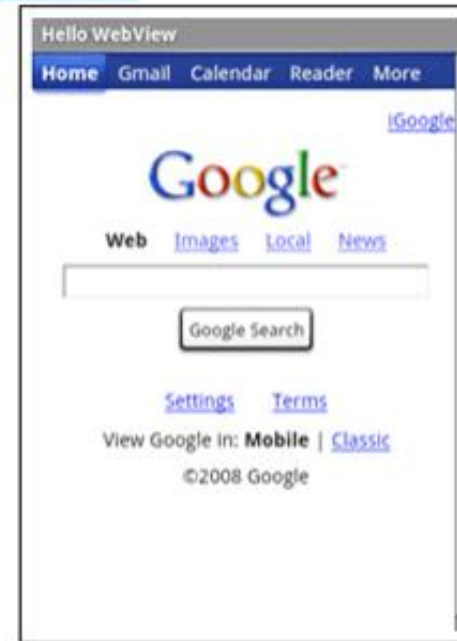 Hello WebView
Home Gmail Calendar Reader More
iGoogle
Google™
Web Images Local News
Google Search
Settings Terms
View Google in: Mobile | Classic
©2008 Google